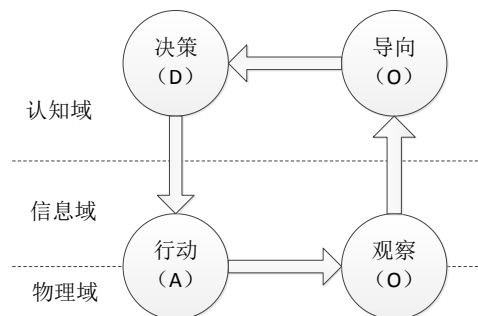 决策
（D）
导向
（O）
认知域
信息域
行动
（A）
观察
（O）
物理域